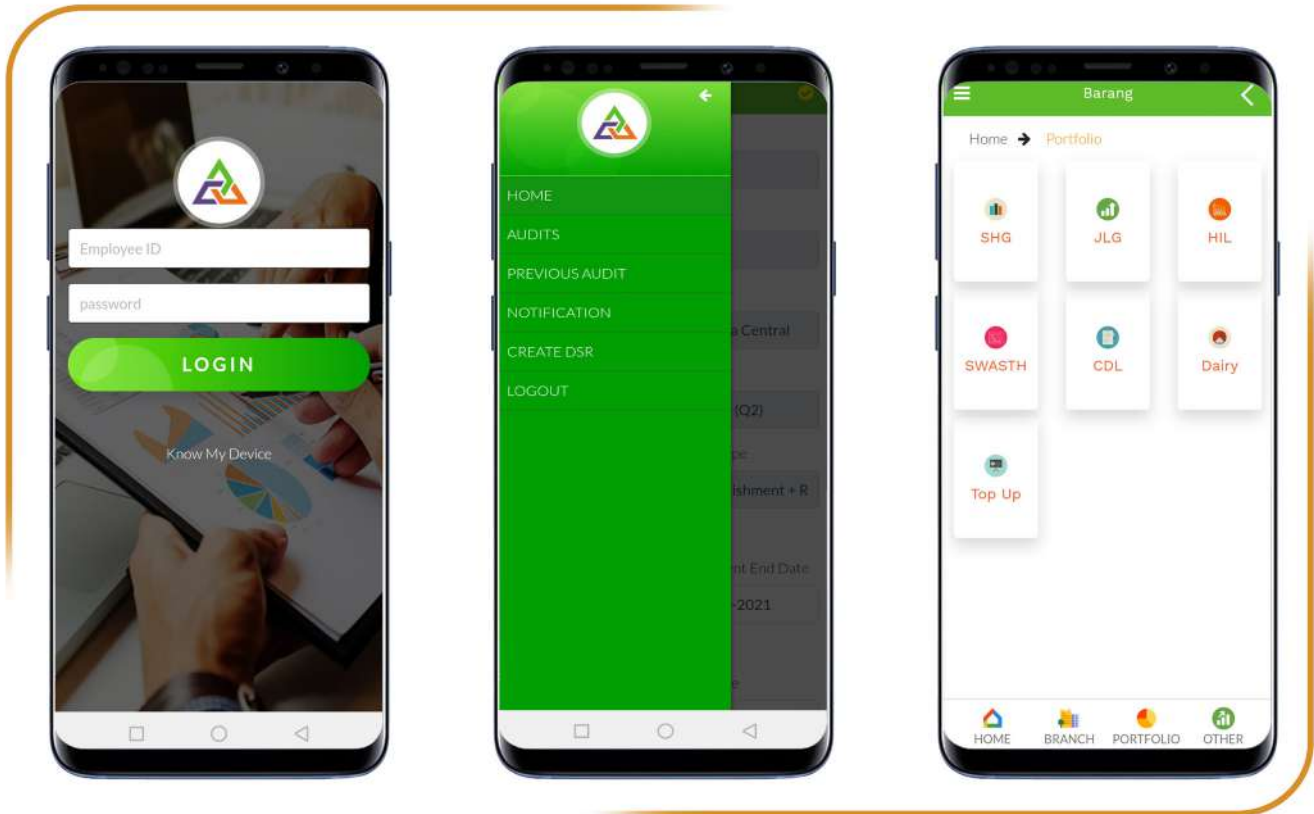 Employee ID
password
LOGIN
Know My Device
HOME
AUDITS
PREVIOUS AUDIT
NOTIFICATION
CREATE DSR
LOGOUT
a Central
(Q2)
pe
ishment + R
nt End Date
-2021
e
Barang
Home → Portfolio
SHG JLG HIL
SWASTH CDL Dairy
Top Up
HOME BRANCH PORTFOLIO OTHER